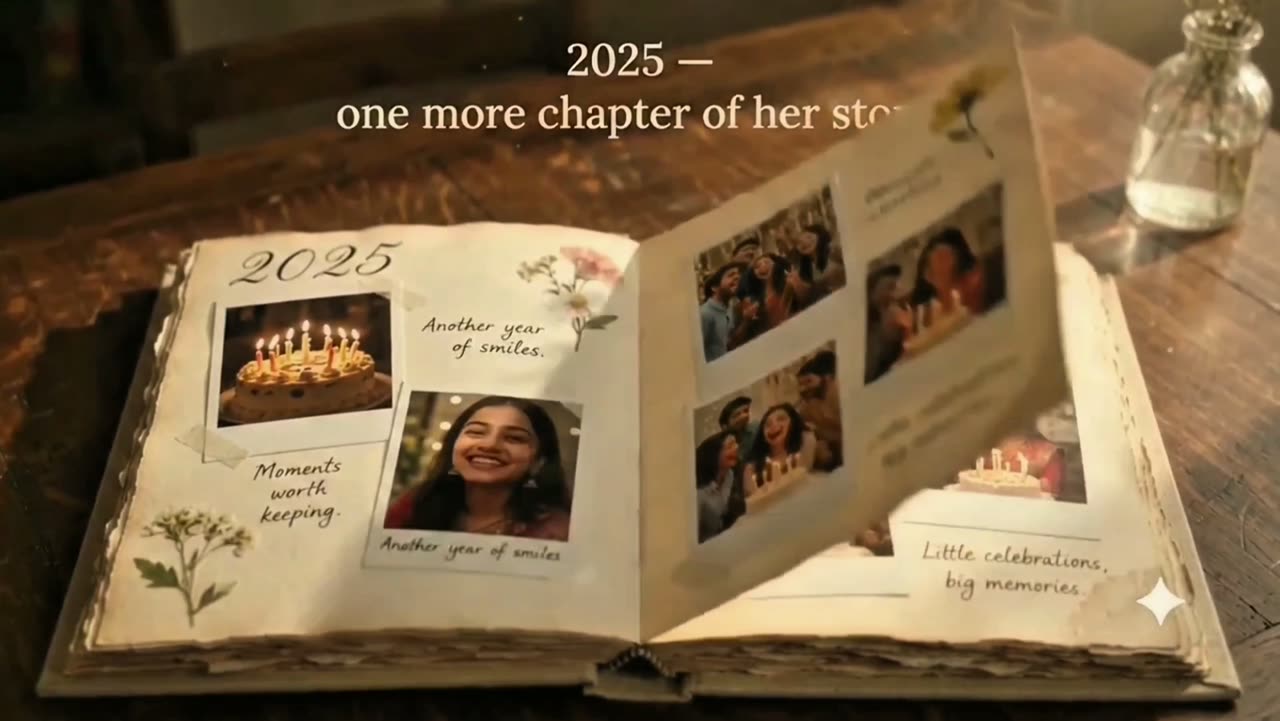 2025 —
one more chapter of her sto
2025
Another year
of smiles.
Moments
worth
keeping.
Another year of smiles
Little celebrations,
big memories.